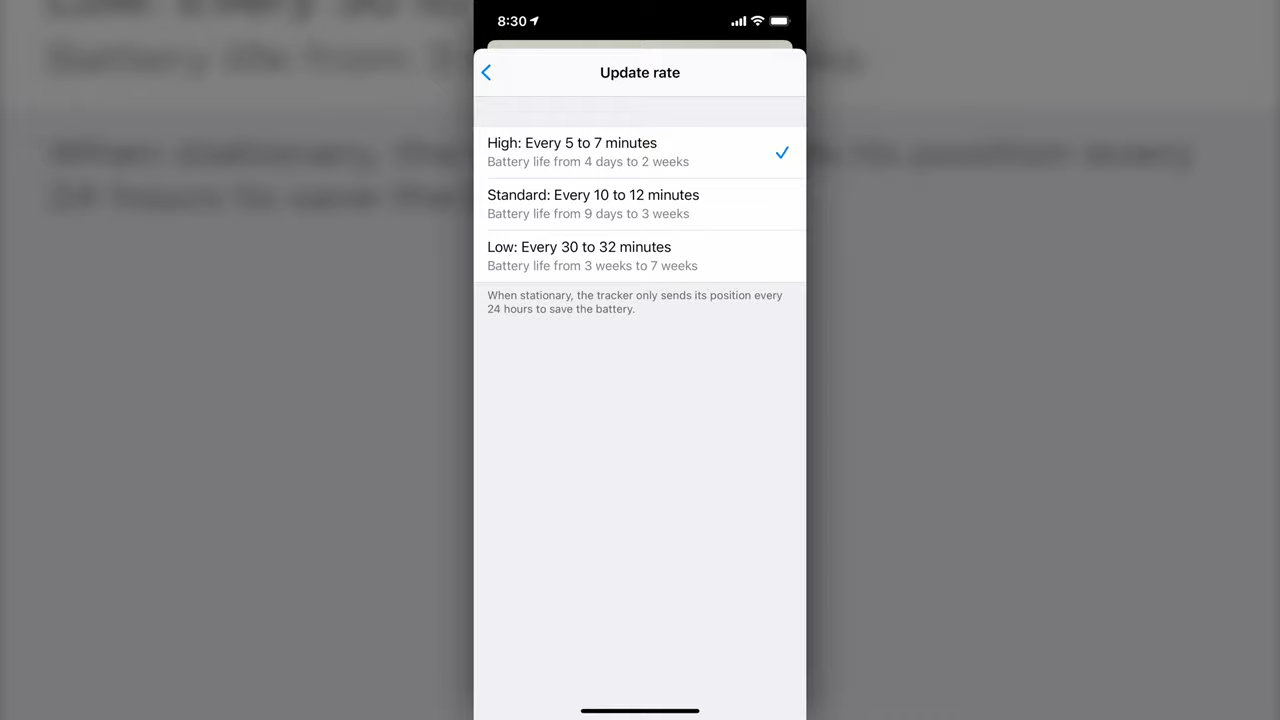 8:30
Update rate
High: Every 5 to 7 minutes
Battery life from 4 days to 2 weeks
Standard: Every 10 to 12 minutes
Battery life from 9 days to 3 weeks
Low: Every 30 to 32 minutes
Battery life from 3 weeks to 7 weeks
When stationary, the tracker only sends its position every
24 hours to save the battery.